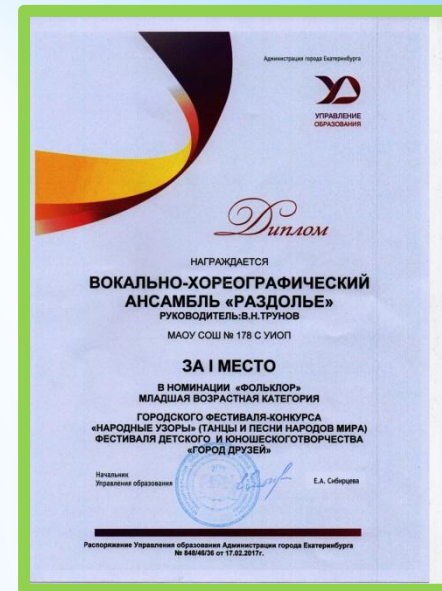 Администрация города Екатеринбурга
УПРАВЛЕНИЕ
ОБРАЗОВАНИЯ
Диплом
НАГРАЖДАЕТСЯ
ВОКАЛЬНО-ХОРЕОГРАФИЧЕСКИЙ
АНСАМБЛЬ «РАЗДОЛЬЕ»
РУКОВОДИТЕЛЬ:В.Н.ТРУНОВ
МАОУ СОШ № 178 С УИОП
ЗА I МЕСТО
В НОМИНАЦИИ «ФОЛЬКЛОР»
МЛАДШАЯ ВОЗРАСТНАЯ КАТЕГОРИЯ
ГОРОДСКОГО ФЕСТИВАЛЯ-КОНКУРСА
«НАРОДНЫЕ УЗОРЫ» (ТАНЦЫ И ПЕСНИ НАРОДОВ МИРА)
ФЕСТИВАЛЯ ДЕТСКОГО И ЮНОШЕСКОГОТВОРЧЕСТВА
«ГОРОД ДРУЗЕЙ»
Начальник
Управления образования
Е.А. Сибирцева
Распоряжение Управления образования Администрации города Екатеринбурга
№ 848/46/36 от 17.02.2017г.